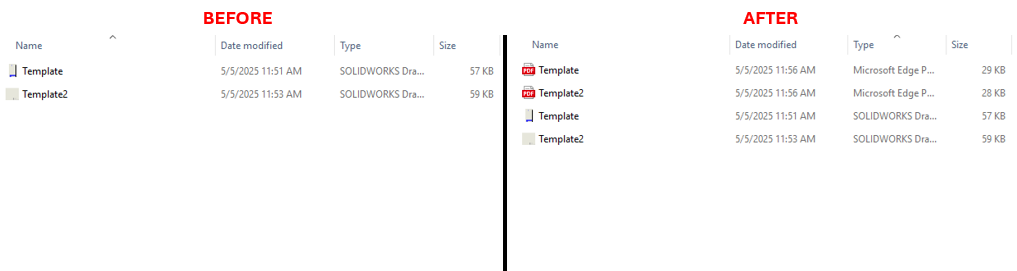 BEFORE
Name Date modified Type Size
Template 5/5/2025 11:51 AM SOLIDWORKS Dra... 57 KB
Template2 5/5/2025 11:53 AM SOLIDWORKS Dra... 59 KB
AFTER
Name Date modified Type Size
PDF Template 5/5/2025 11:56 AM Microsoft Edge P... 29 KB
PDF Template2 5/5/2025 11:56 AM Microsoft Edge P... 28 KB
Template 5/5/2025 11:51 AM SOLIDWORKS Dra... 57 KB
Template2 5/5/2025 11:53 AM SOLIDWORKS Dra... 59 KB